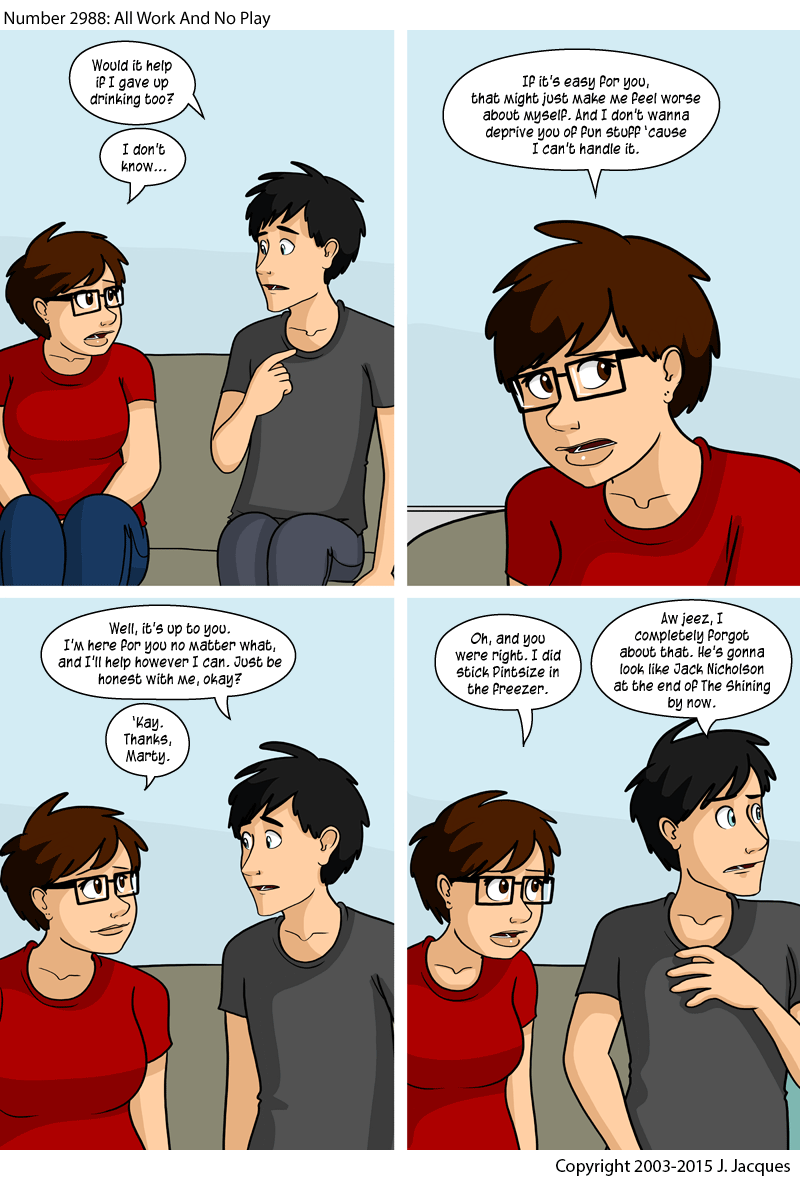 Number 2988: All Work And No Play
Would it help
if I gave up
drinking too?
I don't
know...
If it's easy for you,
that might just make me feel worse
about myself. And I don't wanna
deprive you of fun stuff 'cause
I can't handle it.
Well, it's up to you.
I'm here for you no matter what,
and I'll help however I can. Just be
honest with me, okay?
'Kay.
Thanks,
Marty.
Oh, and you
were right. I did
stick Pintsize in
the freezer.
Aw jeez, I
completely forgot
about that. He's gonna
look like Jack Nicholson
at the end of The Shining
by now.
Copyright 2003-2015 J. Jacques